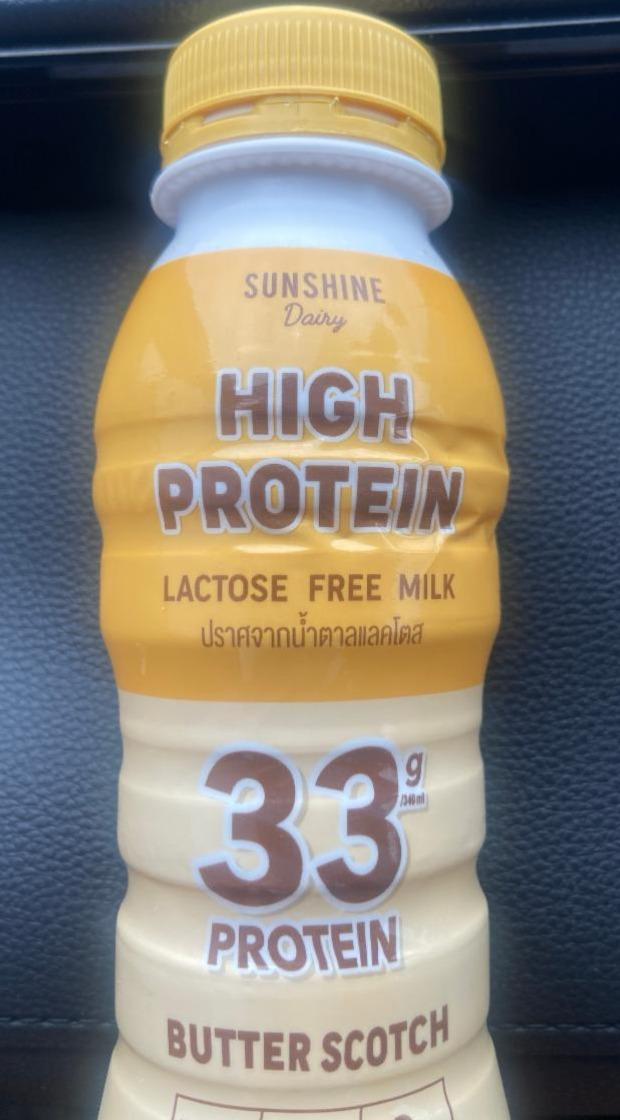 SUNSHINE
Dairy
HIGH
PROTEIN
LACTOSE FREE MILK
ปราศจากน้ำตาลแลคโตส
33g
/340ml
PROTEIN
BUTTER SCOTCH